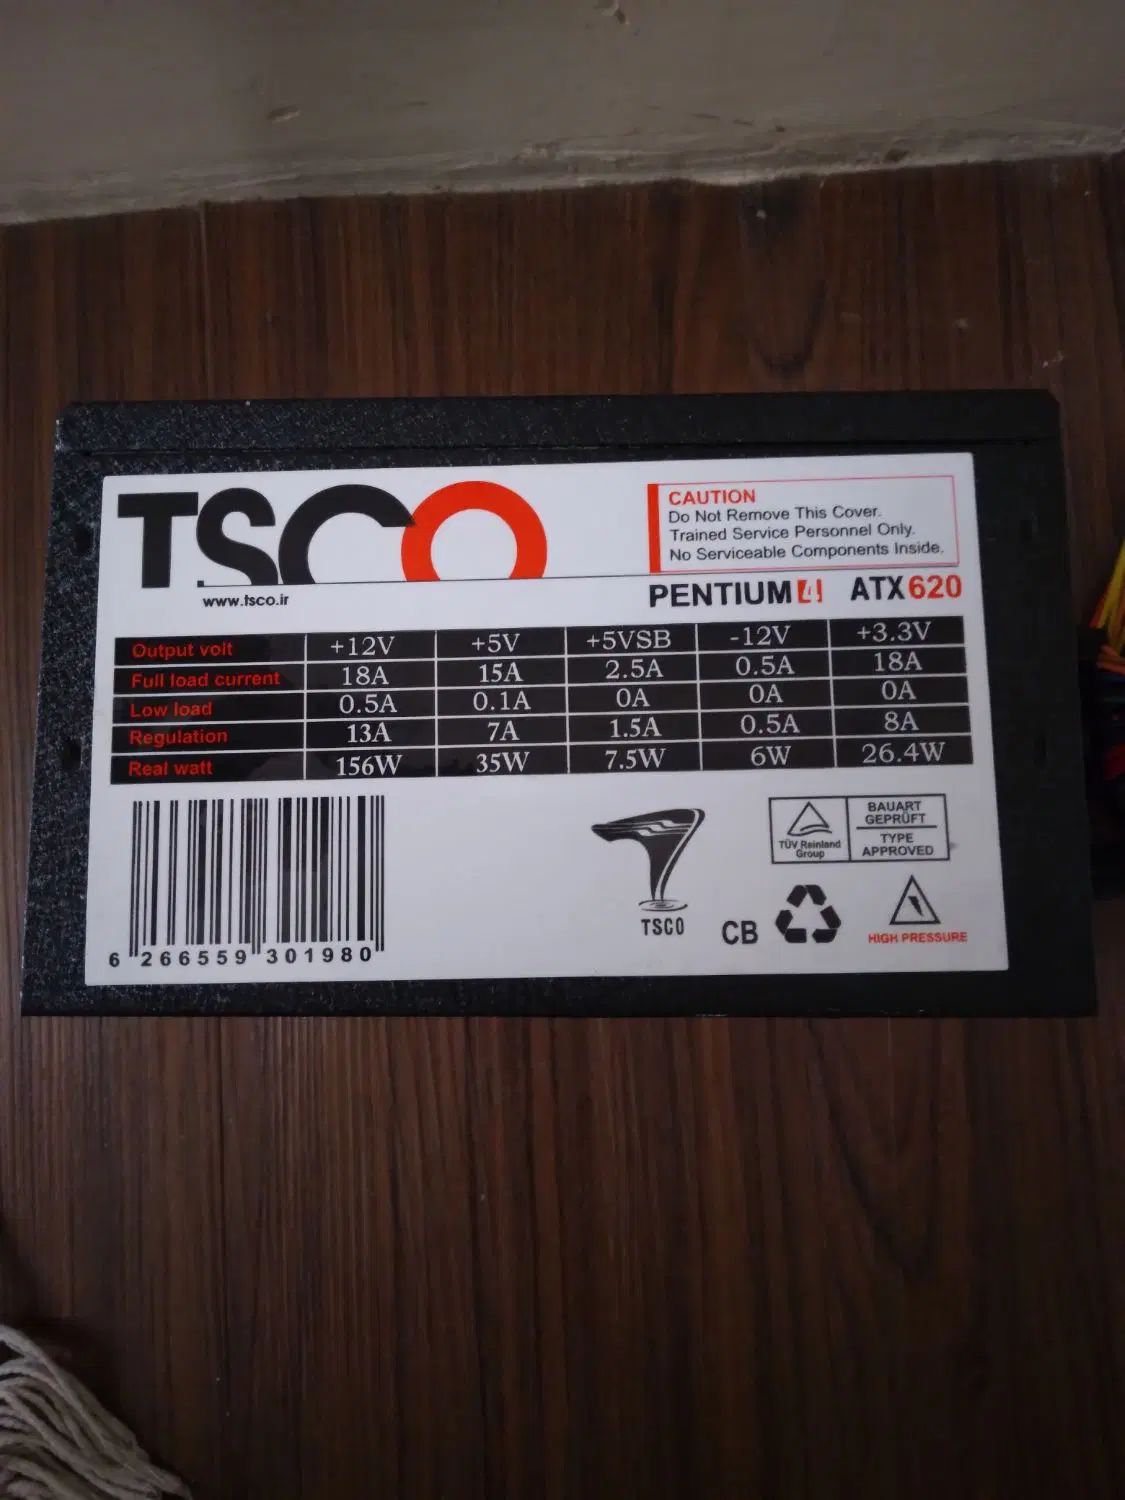 TSCO
www.tsco.ir
CAUTION
Do Not Remove This Cover.
Trained Service Personnel Only.
No Serviceable Components Inside.
PENTIUM 4 ATX620
Output volt +12V +5V +5VSB -12V +3.3V
Full load current 18A 15A 2.5A 0.5A 18A
Low load 0.5A 0.1A 0A 0A 0A
Regulation 13A 7A 1.5A 0.5A 8A
Real watt 156W 35W 7.5W 6W 26.4W
6 266559 301980
TSCO
TÜV Reinland
Group
BAUART
GEPRÜFT
TYPE
APPROVED
CB
HIGH PRESSURE